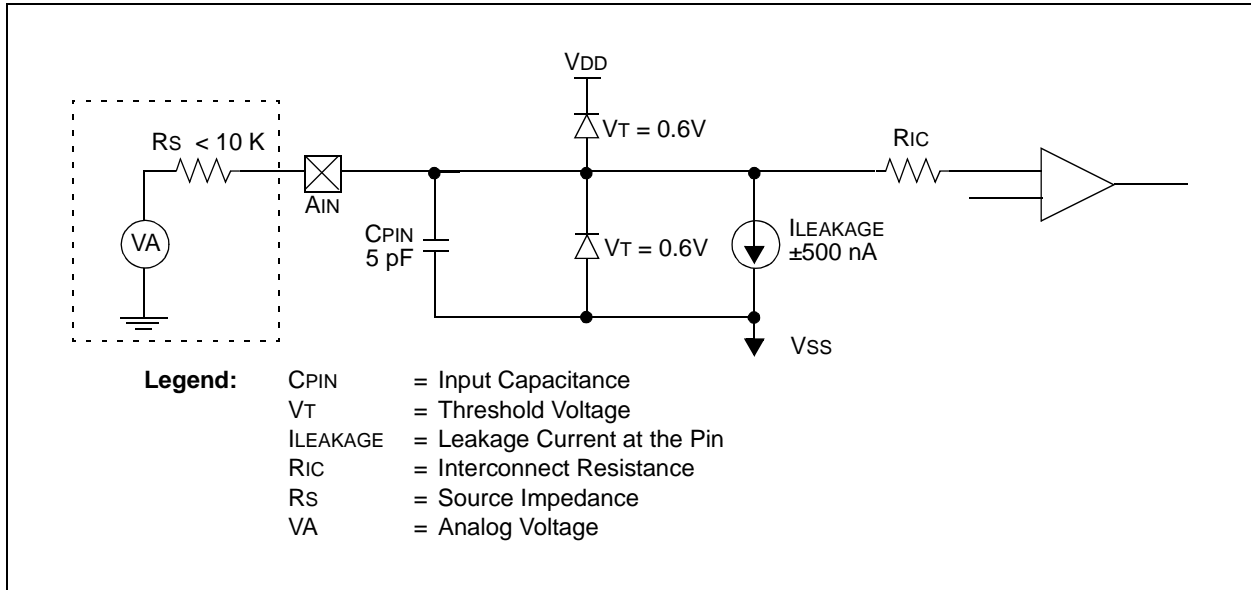 VDD
VT = 0.6V
RIC
RS < 10 K
AIN
VA
CPIN
5 pF
VT = 0.6V
ILEAKAGE
±500 nA
VSS
Legend: CPIN = Input Capacitance
VT = Threshold Voltage
ILEAKAGE = Leakage Current at the Pin
RIC = Interconnect Resistance
RS = Source Impedance
VA = Analog Voltage